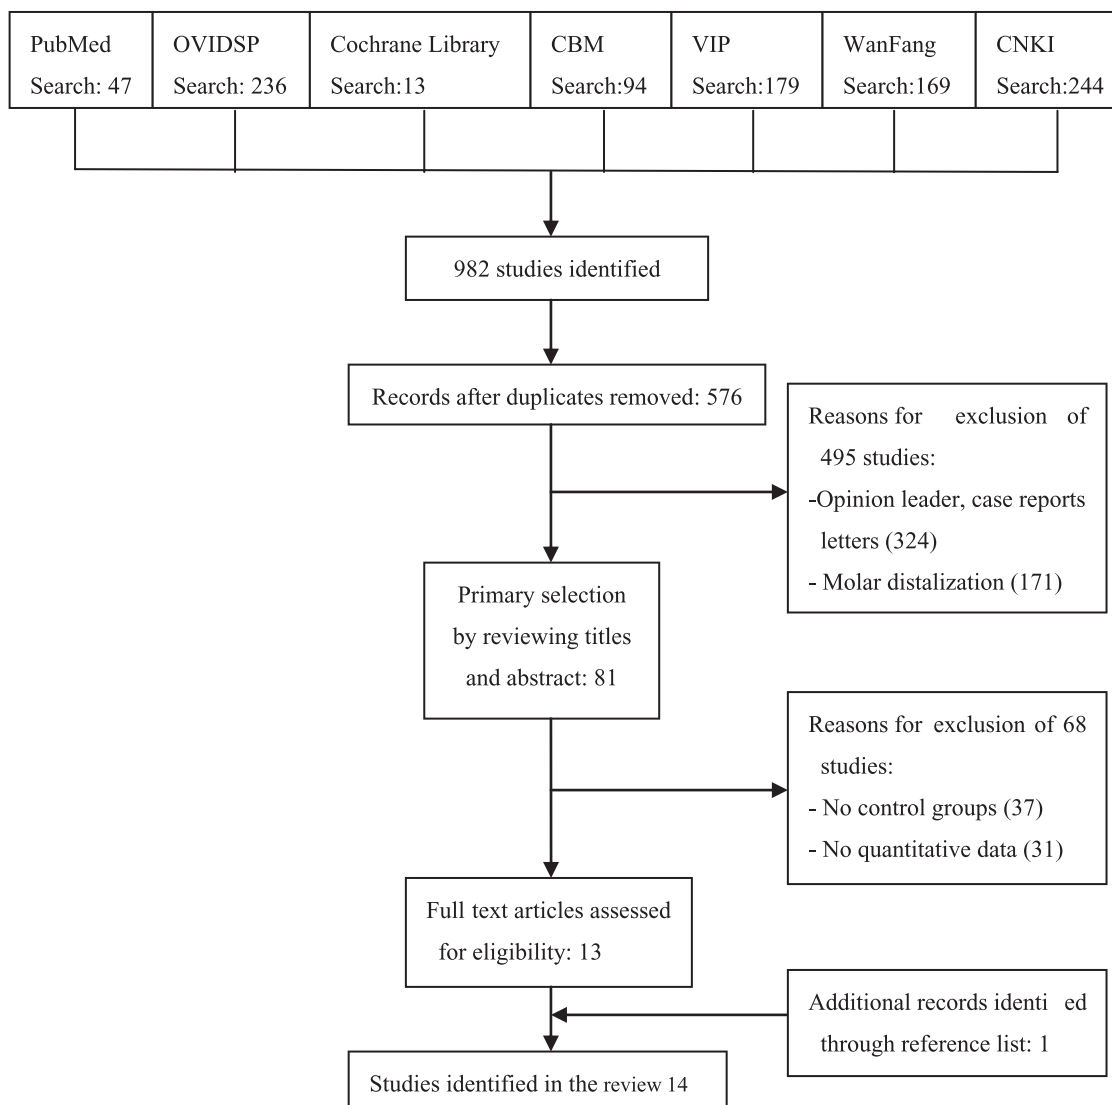 PubMed
Search: 47
OVIDSP
Search: 236
Cochrane Library
Search:13
CBM
Search:94
VIP
Search:179
WanFang
Search:169
CNKI
Search:244
982 studies identified
Records after duplicates removed: 576
Reasons for exclusion of
495 studies:
-Opinion leader, case reports
letters (324)
- Molar distalization (171)
Primary selection
by reviewing titles
and abstract: 81
Reasons for exclusion of 68
studies:
- No control groups (37)
- No quantitative data (31)
Full text articles assessed
for eligibility: 13
Additional records identi ed
through reference list: 1
Studies identified in the review 14